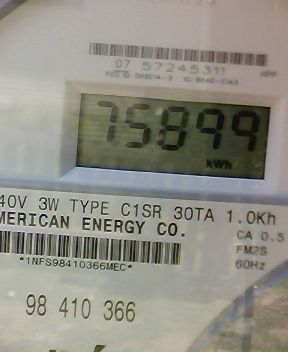 07 57245311
75899
kWh
40V 3W TYPE C1SR 30TA 1.0Kh
MERICAN ENERGY CO.
CA 0.5
FM2S
60Hz
*1NFS98410366MEC*
98 410 366